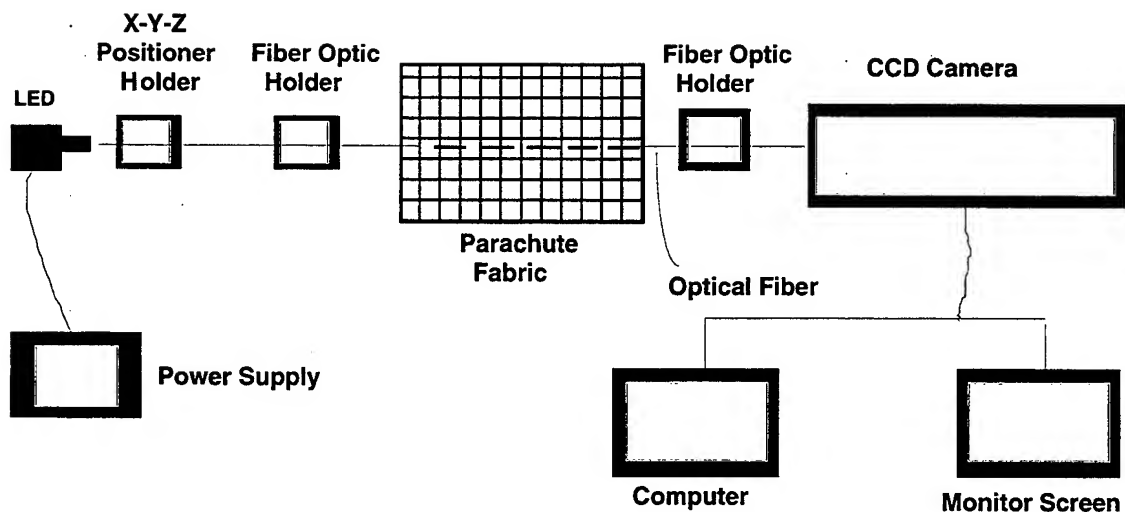 X-Y-Z
Positioner
Holder
Fiber Optic
Holder
Fiber Optic
Holder
CCD Camera
LED
Parachute
Fabric
Optical Fiber
Power Supply
Computer
Monitor Screen